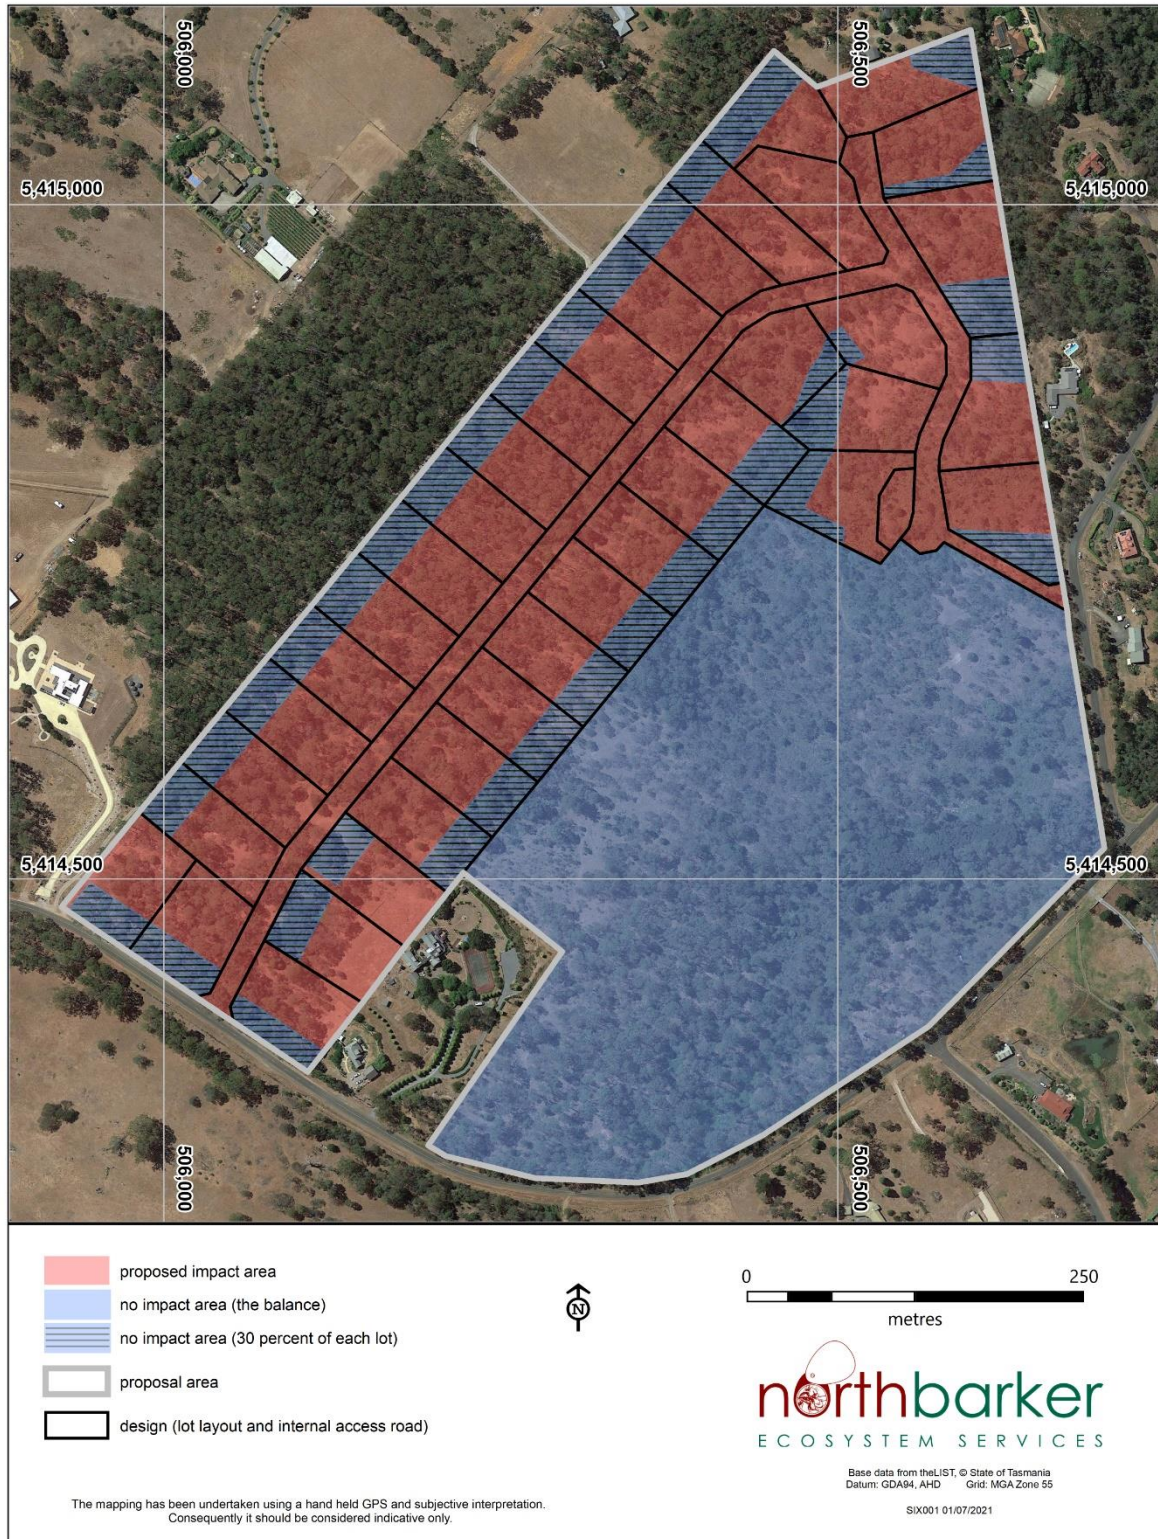 506,000
506,500
5,415,000
5,415,000
5,414,500
5,414,500
506,000
506,500
proposed impact area
no impact area (the balance)
no impact area (30 percent of each lot)
proposal area
design (lot layout and internal access road)
N
0 250
metres
northbarker
ECOSYSTEM SERVICES
Base data from theLIST, © State of Tasmania
Datum: GDA94, AHD Grid: MGA Zone 55
SIX001 01/07/2021
The mapping has been undertaken using a hand held GPS and subjective interpretation.
Consequently it should be considered indicative only.